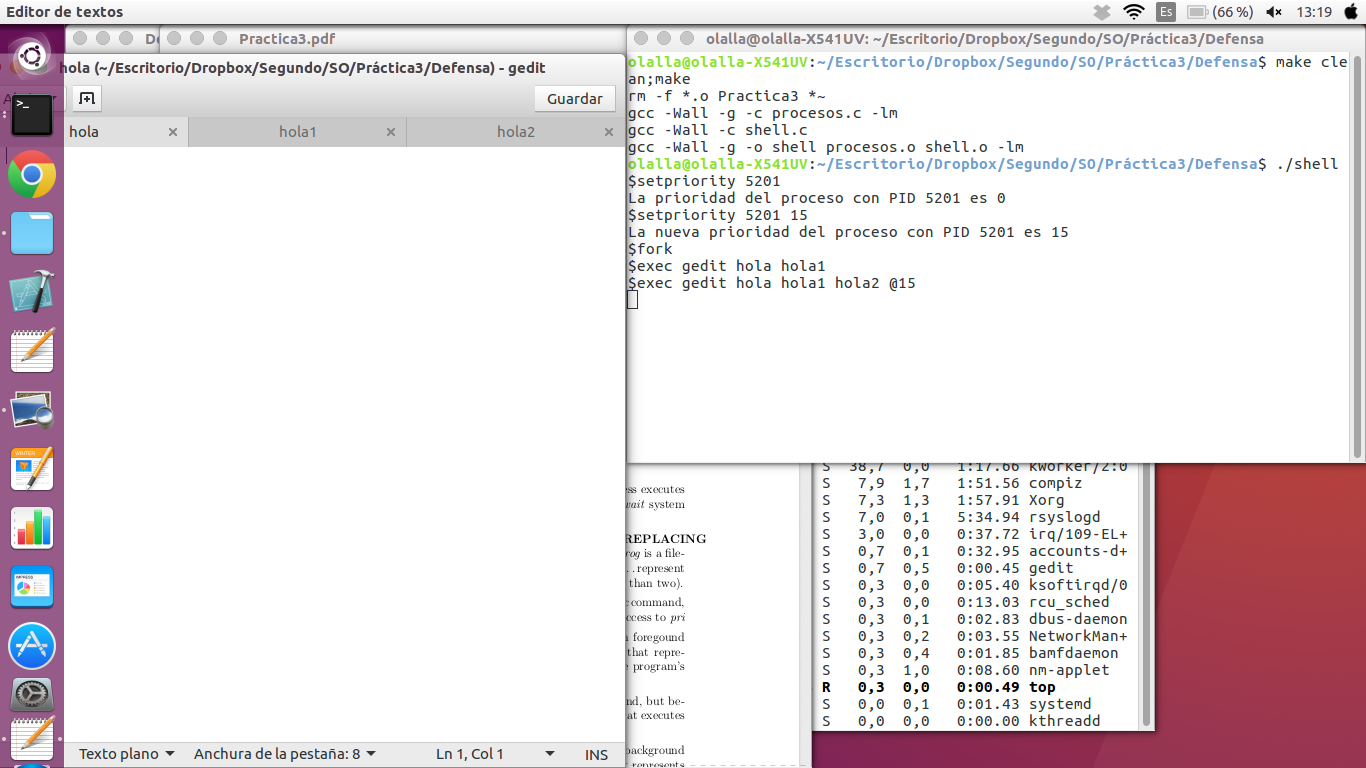 Editor de textos
Es
(66 %)
13:19
Practica3.pdf
olalla@olalla-X541UV: ~/Escritorio/Dropbox/Segundo/SO/Práctica3/Defensa
hola (~/Escritorio/Dropbox/Segundo/SO/Práctica3/Defensa) - gedit
Guardar
hola
hola1
hola2
olalla@olalla-X541UV:~/Escritorio/Dropbox/Segundo/SO/Práctica3/Defensa$ make cle
an;make
rm -f *.o Practica3 *~
gcc -Wall -g -c procesos.c -lm
gcc -Wall -c shell.c
gcc -Wall -g -o shell procesos.o shell.o -lm
olalla@olalla-X541UV:~/Escritorio/Dropbox/Segundo/SO/Práctica3/Defensa$ ./shell
$setpriority 5201
La prioridad del proceso con PID 5201 es 0
$setpriority 5201 15
La nueva prioridad del proceso con PID 5201 es 15
$fork
$exec gedit hola hola1
$exec gedit hola hola1 hola2 @15
ess executes
wait system
REPLACING
rog is a file-
...represent
than two).
command,
ccess to pri
foregound
that repre-
program's
nd, but be-
at executes
background
represents
S 38,7 0,0 1:17.66 kworker/2:0
S 7,9 1,7 1:51.56 compiz
S 7,3 1,3 1:57.91 Xorg
S 7,0 0,1 5:34.94 rsyslogd
S 3,0 0,0 0:37.72 irq/109-EL+
S 0,7 0,1 0:32.95 accounts-d+
S 0,7 0,5 0:00.45 gedit
S 0,3 0,0 0:05.40 ksoftirqd/0
S 0,3 0,0 0:13.03 rcu_sched
S 0,3 0,1 0:02.83 dbus-daemon
S 0,3 0,2 0:03.55 NetworkMan+
S 0,3 0,4 0:01.85 bamfdaemon
S 0,3 1,0 0:08.60 nm-applet
R 0,3 0,0 0:00.49 top
S 0,0 0,1 0:01.43 systemd
S 0,0 0,0 0:00.00 kthreadd
Texto plano
Anchura de la pestaña: 8
Ln 1, Col 1
INS